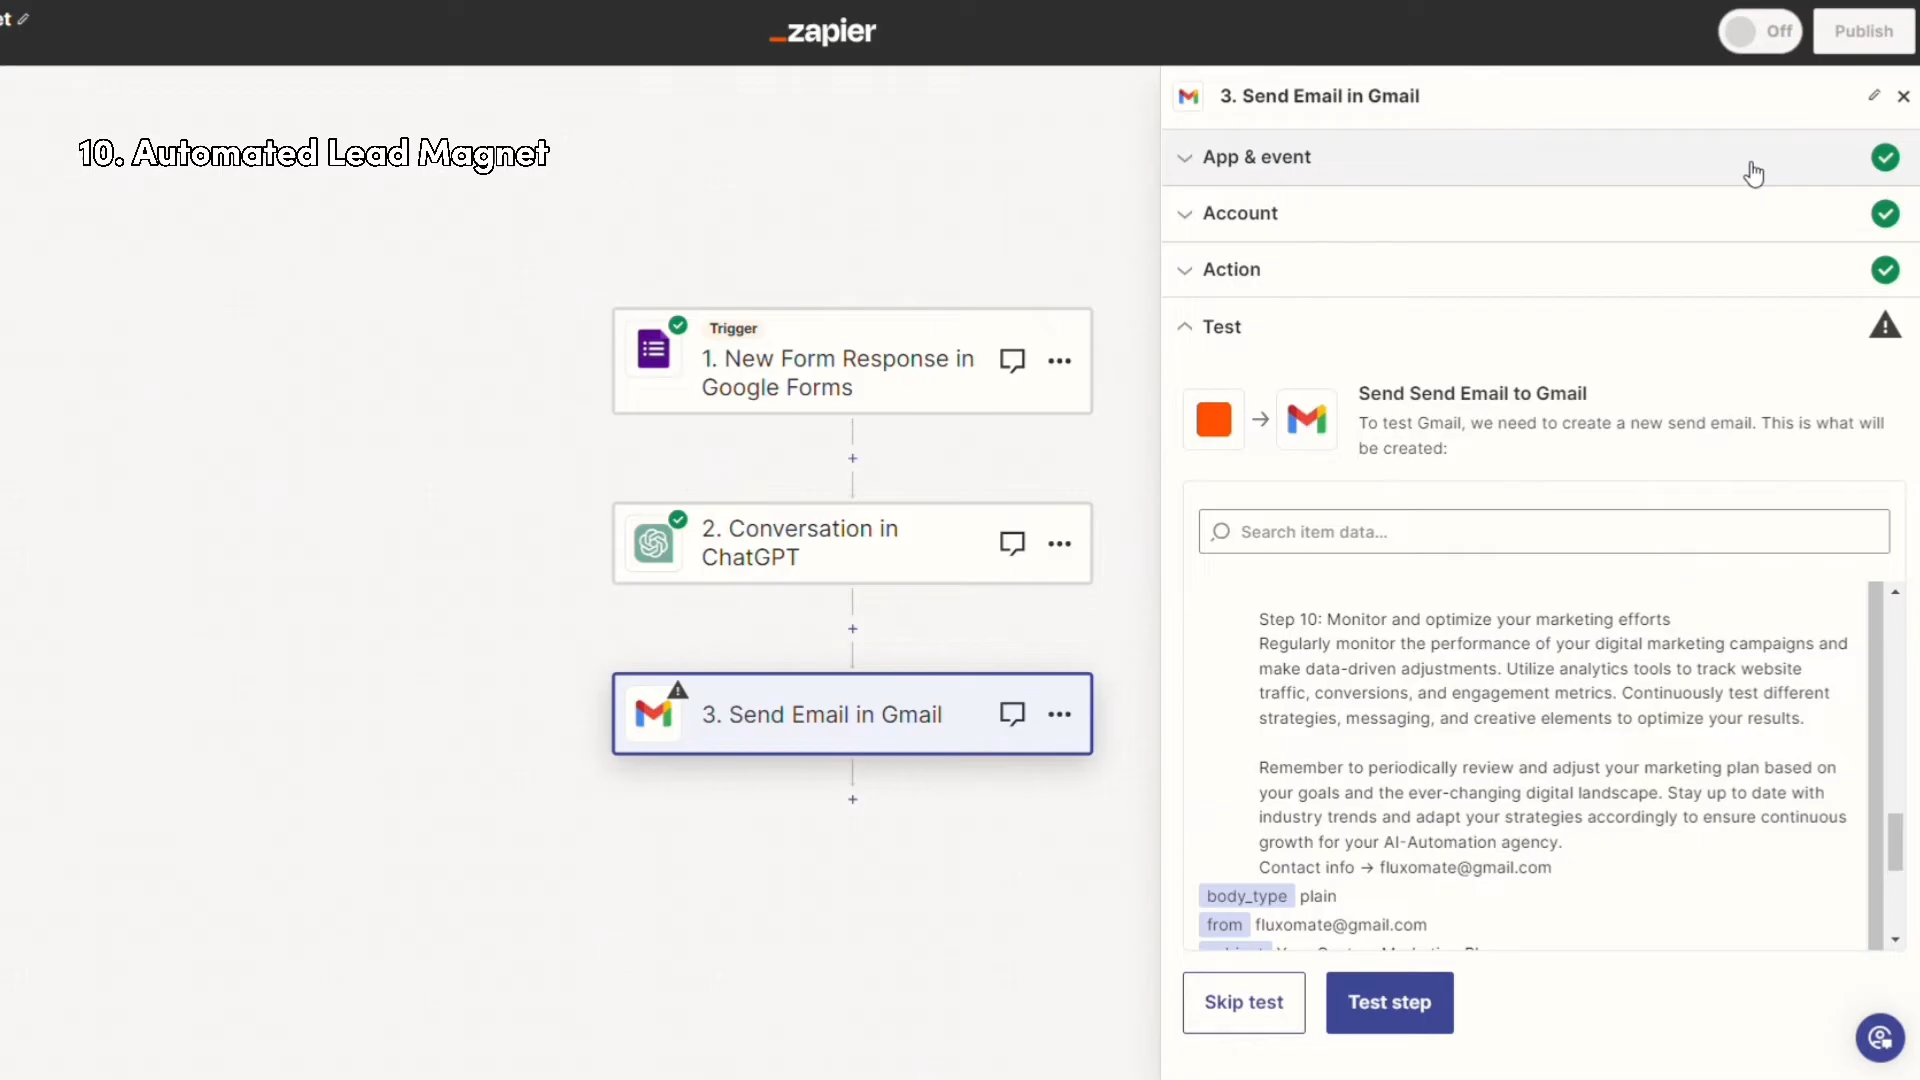 et
zapier
Off
Publish
10. Automated Lead Magnet
Trigger
1. New Form Response in
Google Forms
2. Conversation in
ChatGPT
3. Send Email in Gmail
3. Send Email in Gmail
App & event
Account
Action
Test
Send Send Email to Gmail
To test Gmail, we need to create a new send email. This is what will
be created:
Search item data...
Step 10: Monitor and optimize your marketing efforts
Regularly monitor the performance of your digital marketing campaigns and
make data-driven adjustments. Utilize analytics tools to track website
traffic, conversions, and engagement metrics. Continuously test different
strategies, messaging, and creative elements to optimize your results.
Remember to periodically review and adjust your marketing plan based on
your goals and the ever-changing digital landscape. Stay up to date with
industry trends and adapt your strategies accordingly to ensure continuous
growth for your AI-Automation agency.
Contact info → fluxomate@gmail.com
body_type plain
from fluxomate@gmail.com
Skip test
Test step